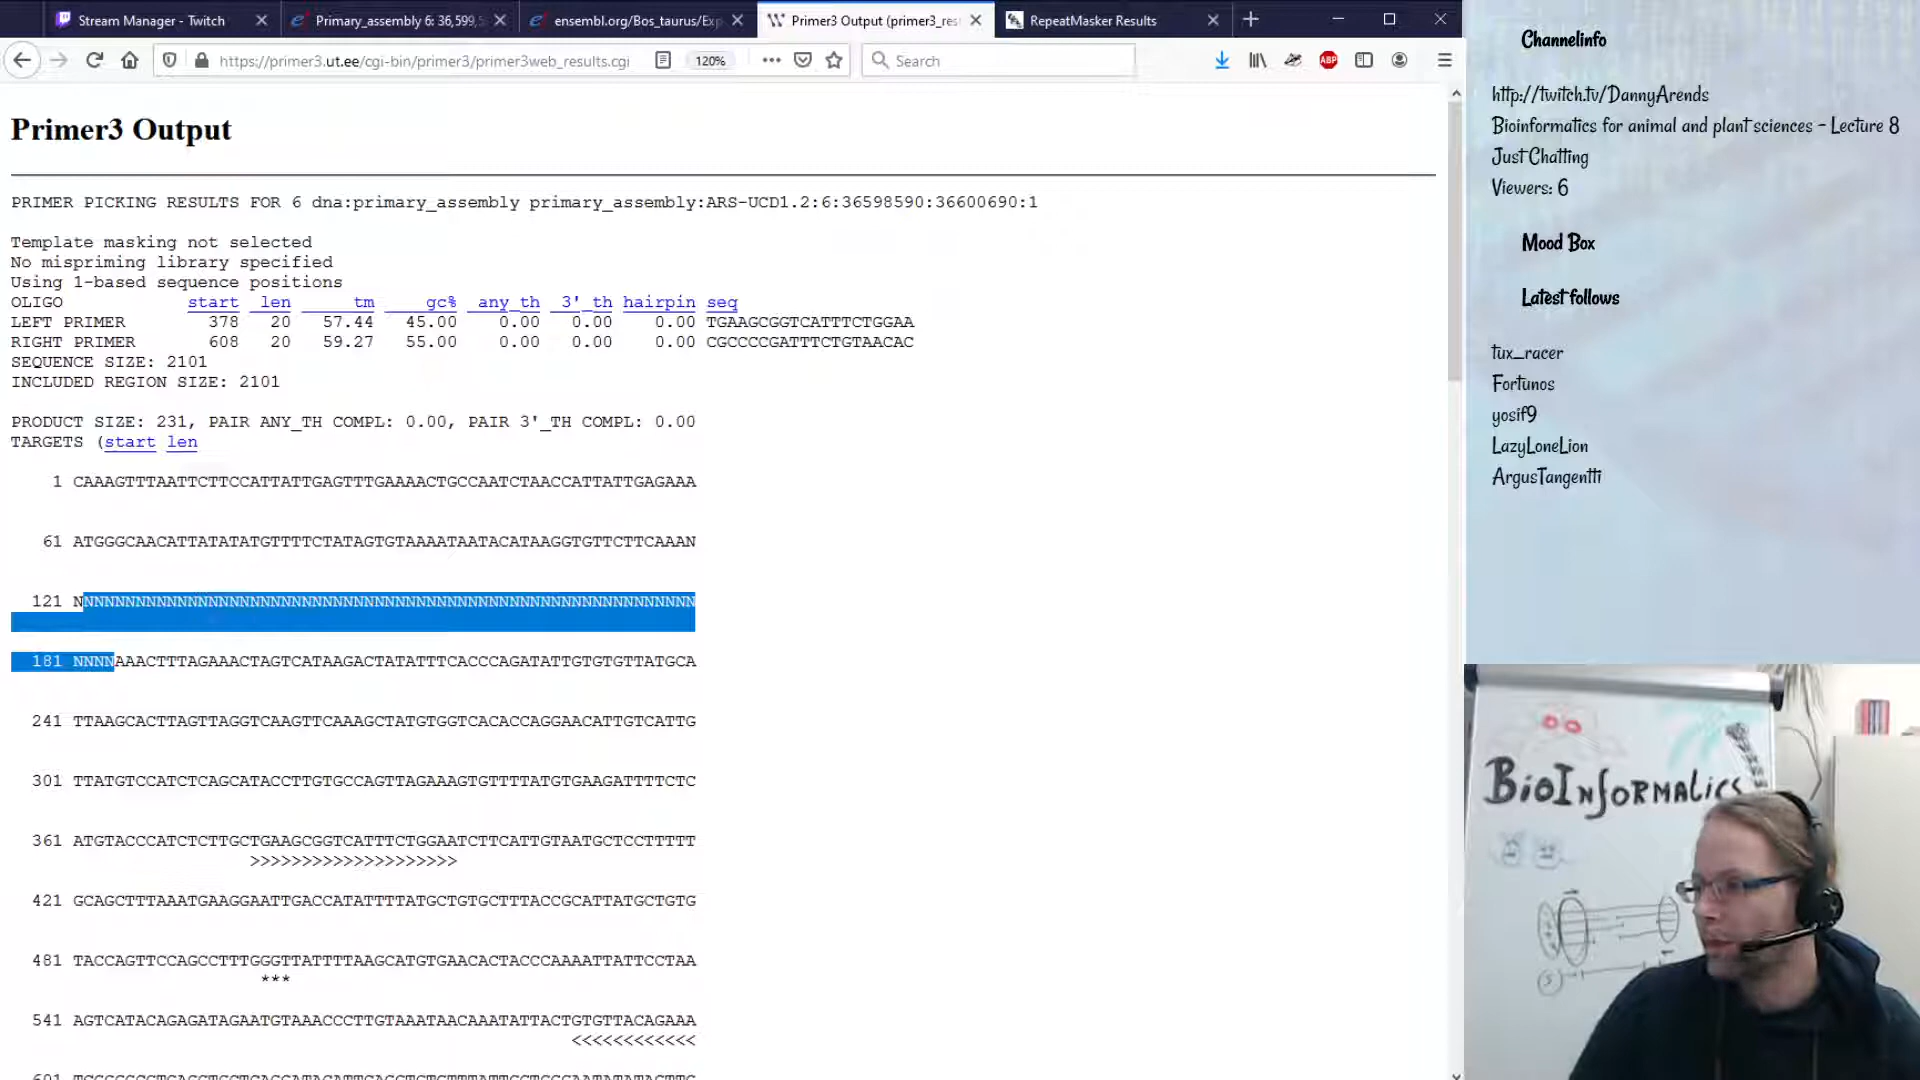 Stream Manager - Twitch
Primary_assembly 6: 36,599,5
ensembl.org/Bos_taurus/Exp
Primer3 Output (primer3_res
RepeatMasker Results
https://primer3.ut.ee/cgi-bin/primer3/primer3web_results.cgi
120%
Search
ABP
Primer3 Output
PRIMER PICKING RESULTS FOR 6 dna:primary_assembly primary_assembly:ARS-UCD1.2:6:36598590:36600690:1
Template masking not selected
No mispriming library specified
Using 1-based sequence positions
OLIGO start len tm gc% any_th 3'_th hairpin seq
LEFT PRIMER 378 20 57.44 45.00 0.00 0.00 0.00 TGAAGCGGTCATTTCTGGAA
RIGHT PRIMER 608 20 59.27 55.00 0.00 0.00 0.00 CGCCCCGATTTCTGTAACAC
SEQUENCE SIZE: 2101
INCLUDED REGION SIZE: 2101
PRODUCT SIZE: 231, PAIR ANY_TH COMPL: 0.00, PAIR 3'_TH COMPL: 0.00
TARGETS (start len
1 CAAAGTTTAATTCTTCCATTATTGAGTTTGAAAACTGCCAATCTAACCATTATTGAGAAA
61 ATGGGCAACATTATATATGTTTTCTATAGTGTAAAATAATACATAAGGTGTTCTTCAAAN
121 NNNNNNNNNNNNNNNNNNNNNNNNNNNNNNNNNNNNNNNNNNNNNNNNNNNNNNNNNNNN
181 NNNNAAACTTTAGAAACTAGTCATAAGACTATATTTCACCCAGATATTGTGTGTTATGCA
241 TTAAGCACTTAGTTAGGTCAAGTTCAAAGCTATGTGGTCACACCAGGAACATTGTCATTG
301 TTATGTCCATCTCAGCATACCTTGTGCCAGTTAGAAAGTGTTTTATGTGAAGATTTTCTC
361 ATGTACCCATCTCTTGCTGAAGCGGTCATTTCTGGAATCTTCATTGTAATGCTCCTTTTT
>>>>>>>>>>>>>>>>>>>>
421 GCAGCTTTAAATGAAGGAATTGACCATATTTTATGCTGTGCTTTACCGCATTATGCTGTG
481 TACCAGTTCCAGCCTTTGGGTTATTTTAAGCATGTGAACACTACCCAAAATTATTCCTAA
***
541 AGTCATACAGAGATAGAATGTAAACCCTTGTAAATAACAAATATTACTGTGTTACAGAAA
<<<<<<<<<<<<
Channelinfo
http://twitch.tv/DannyArends
Bioinformatics for animal and plant sciences - Lecture 8
Just Chatting
Viewers: 6
Mood Box
Latest follows
tux_racer
Fortunos
yosif9
LazyLoneLion
ArgusTangentti
BioInformatics